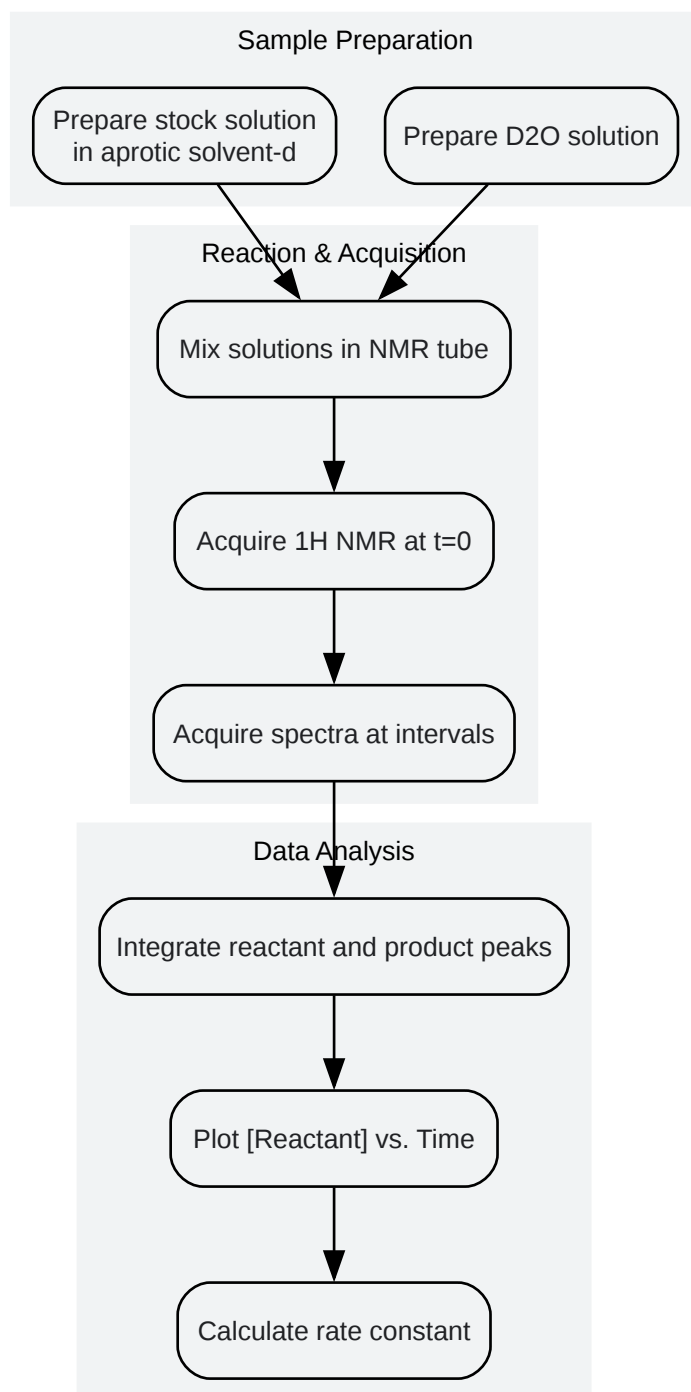 Sample Preparation
Prepare stock solution
in aprotic solvent-d
Prepare D2O solution
Reaction & Acquisition
Mix solutions in NMR tube
Acquire 1H NMR at t=0
Acquire spectra at intervals
Data Analysis
Integrate reactant and product peaks
Plot [Reactant] vs. Time
Calculate rate constant